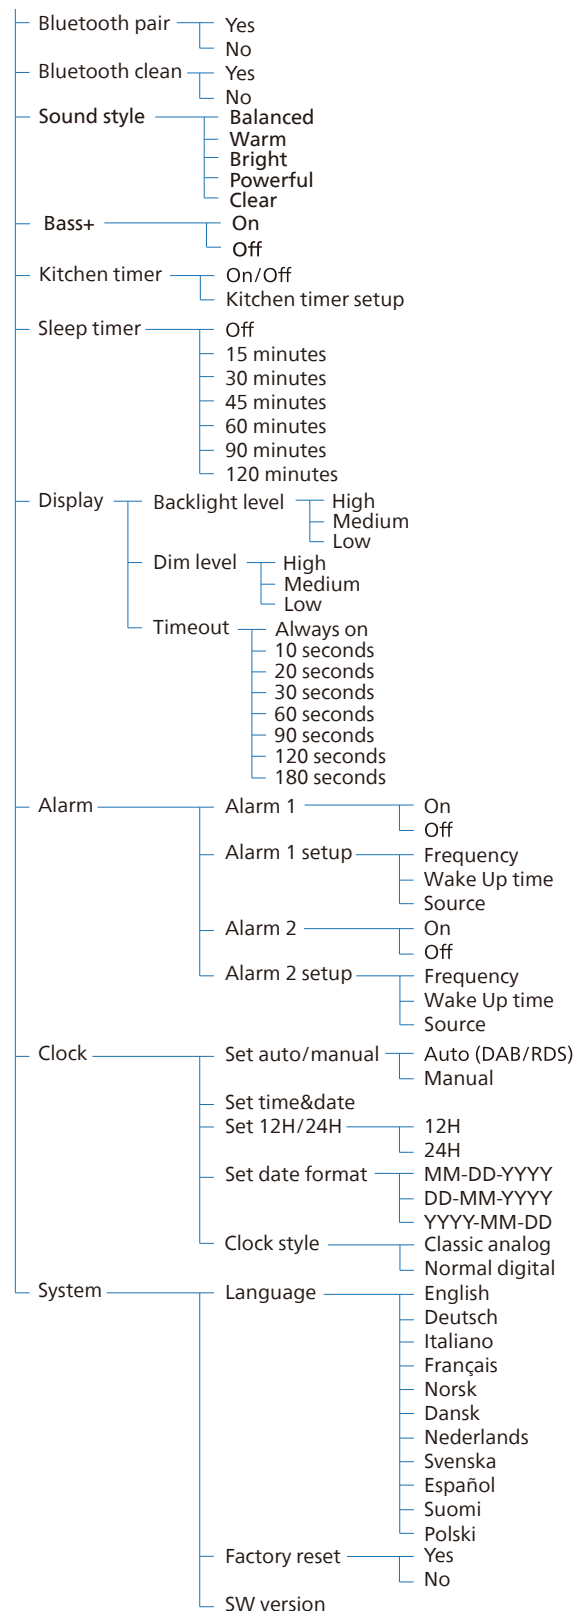 Bluetooth pair Yes
No
Bluetooth clean Yes
No
Sound style Balanced
Warm
Bright
Powerful
Clear
Bass+ On
Off
Kitchen timer On/Off
Kitchen timer setup
Sleep timer Off
15 minutes
30 minutes
45 minutes
60 minutes
90 minutes
120 minutes
Display Backlight level High
Medium
Low
Dim level High
Medium
Low
Timeout Always on
10 seconds
20 seconds
30 seconds
60 seconds
90 seconds
120 seconds
180 seconds
Alarm Alarm 1 On
Off
Alarm 1 setup Frequency
Wake Up time
Source
Alarm 2 On
Off
Alarm 2 setup Frequency
Wake Up time
Source
Clock Set auto/manual Auto (DAB/RDS)
Manual
Set time&date
Set 12H/24H 12H
24H
Set date format MM-DD-YYYY
DD-MM-YYYY
YYYY-MM-DD
Clock style Classic analog
Normal digital
System Language English
Deutsch
Italiano
Français
Norsk
Dansk
Nederlands
Svenska
Español
Suomi
Polski
Factory reset Yes
No
SW version